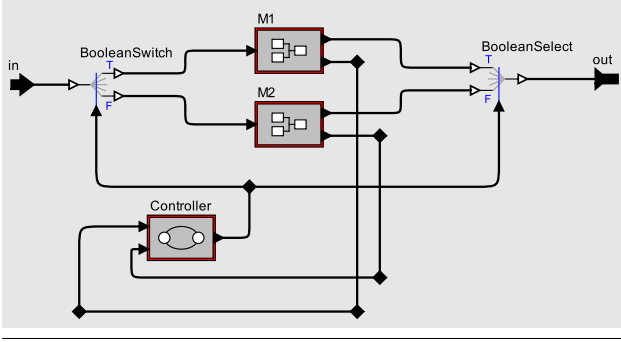 M1
BooleanSwitch
BooleanSelect
in
T
T
out
F
M2
F
Controller